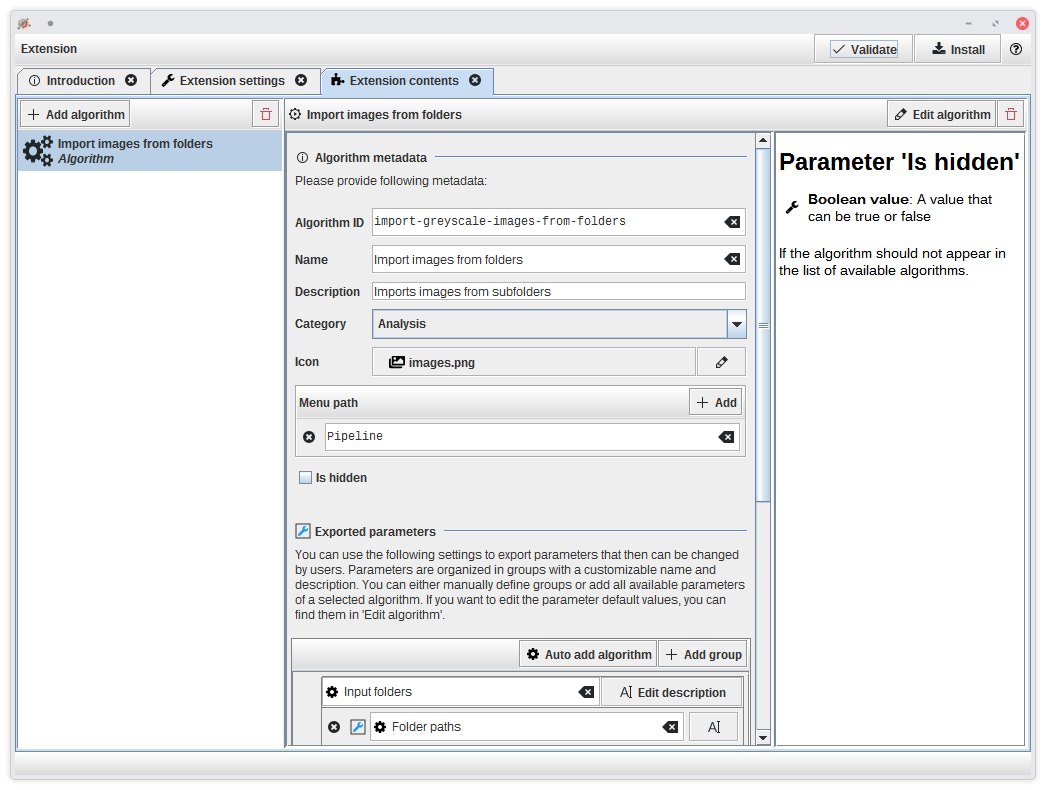 Extension
Validate
Install
Introduction
Extension settings
Extension contents
Add algorithm
Import images from folders
Algorithm
Import images from folders
Edit algorithm
Algorithm metadata
Please provide following metadata:
Algorithm ID
import-greyscale-images-from-folders
Name
Import images from folders
Description
Imports images from subfolders
Category
Analysis
Icon
images.png
Menu path
Add
Pipeline
Is hidden
Exported parameters
You can use the following settings to export parameters that then can be changed
by users. Parameters are organized in groups with a customizable name and
description. You can either manually define groups or add all available parameters
of a selected algorithm. If you want to edit the parameter default values, you can
find them in 'Edit algorithm'.
Auto add algorithm
Add group
Input folders
Edit description
Folder paths
Parameter 'Is hidden'
Boolean value: A value that
can be true or false
If the algorithm should not appear in
the list of available algorithms.